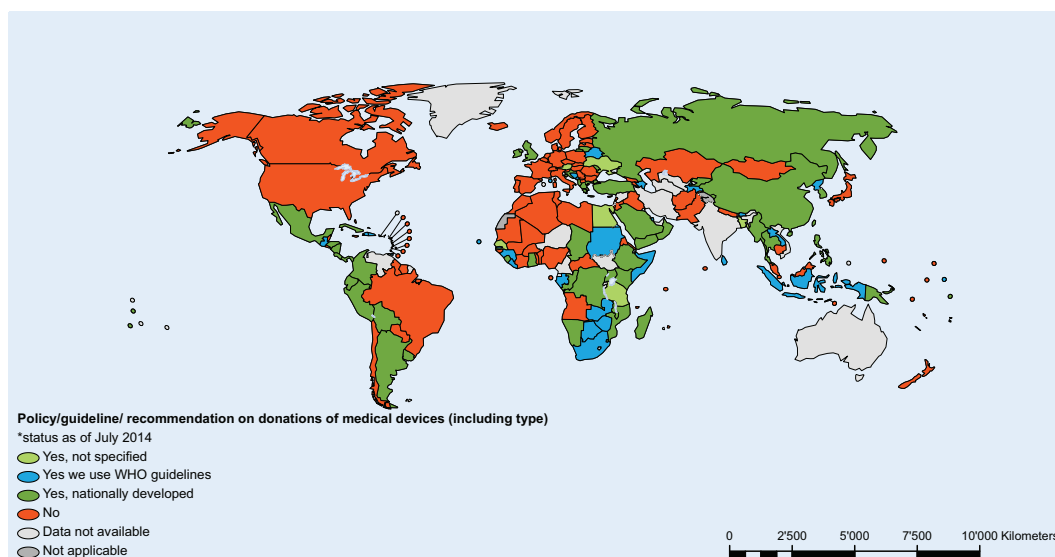 Policy/guideline/ recommendation on donations of medical devices (including type)
*status as of July 2014
Yes, not specified
Yes we use WHO guidelines
Yes, nationally developed
No
Data not available
Not applicable
0 2'500 5'000 7'500 10'000 Kilometers